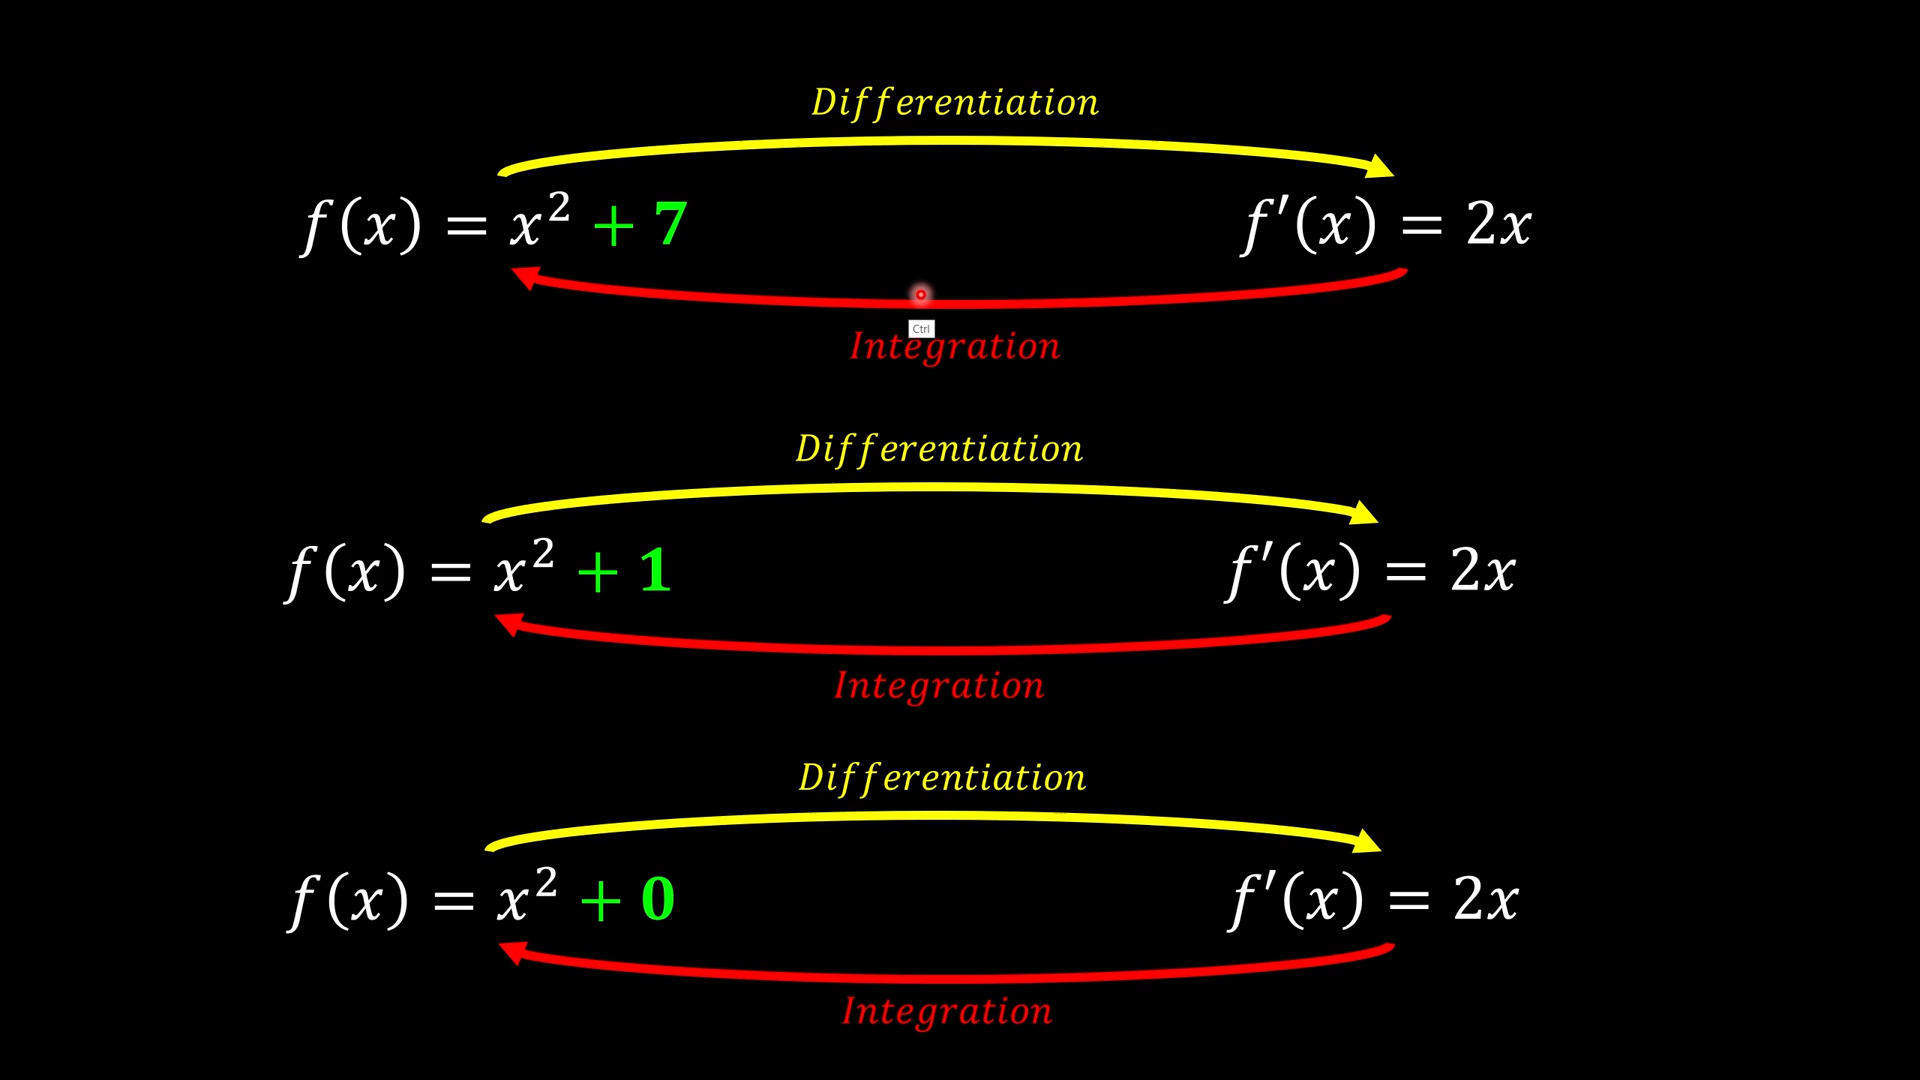 Differentiation
f(x) = x² + 7
f′(x) = 2x
Ctrl
Integration
Differentiation
f(x) = x² + 1
f′(x) = 2x
Integration
Differentiation
f(x) = x² + 0
f′(x) = 2x
Integration